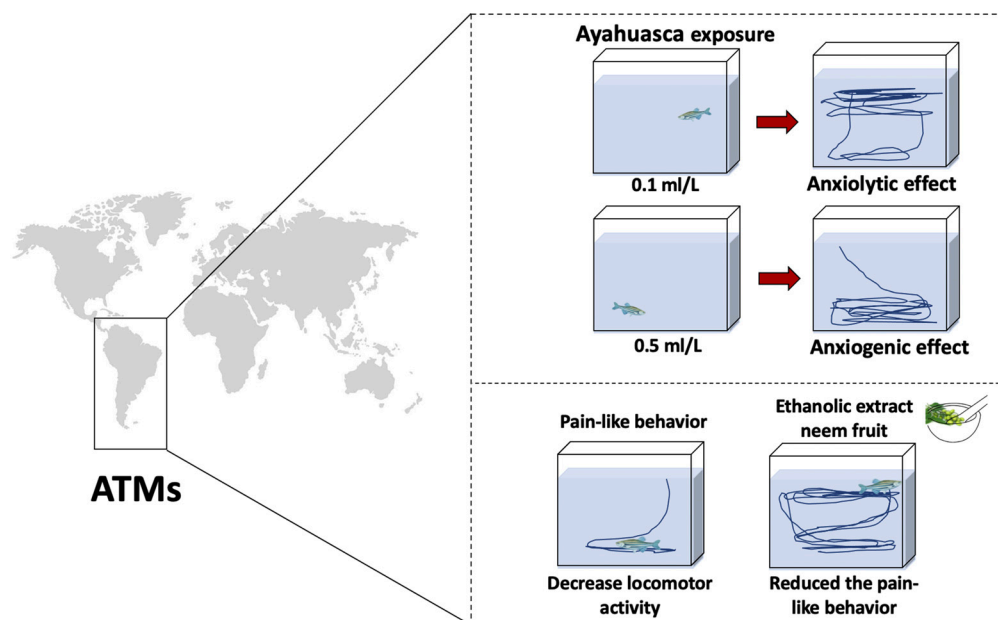 Ayahuasca exposure
0.1 ml/L
Anxiolytic effect
0.5 ml/L
Anxiogenic effect
ATMs
Pain-like behavior
Decrease locomotor
activity
Ethanolic extract
neem fruit
Reduced the pain-
like behavior